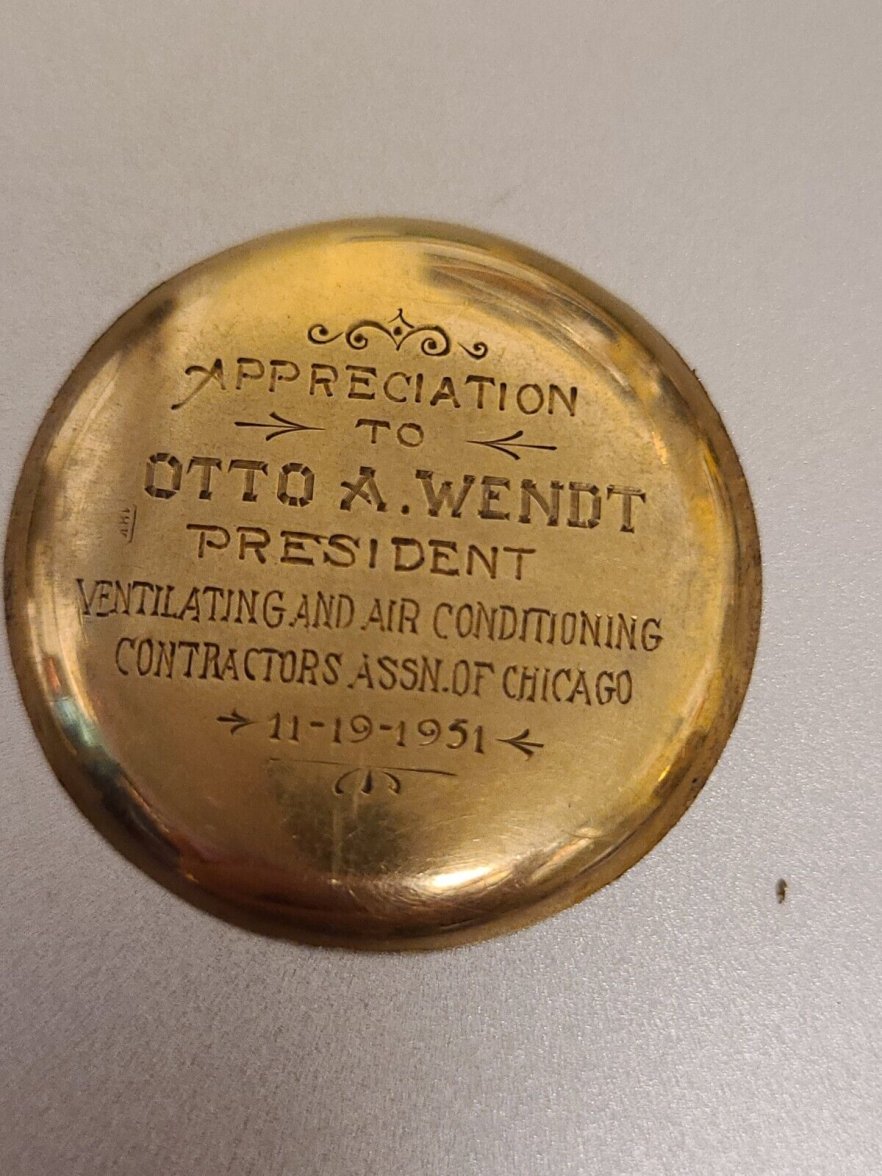 APPRECIATION
TO
OTTO A. WENDT
PRESIDENT
VENTILATING AND AIR CONDITIONING
CONTRACTORS ASSN. OF CHICAGO
11-19-1951